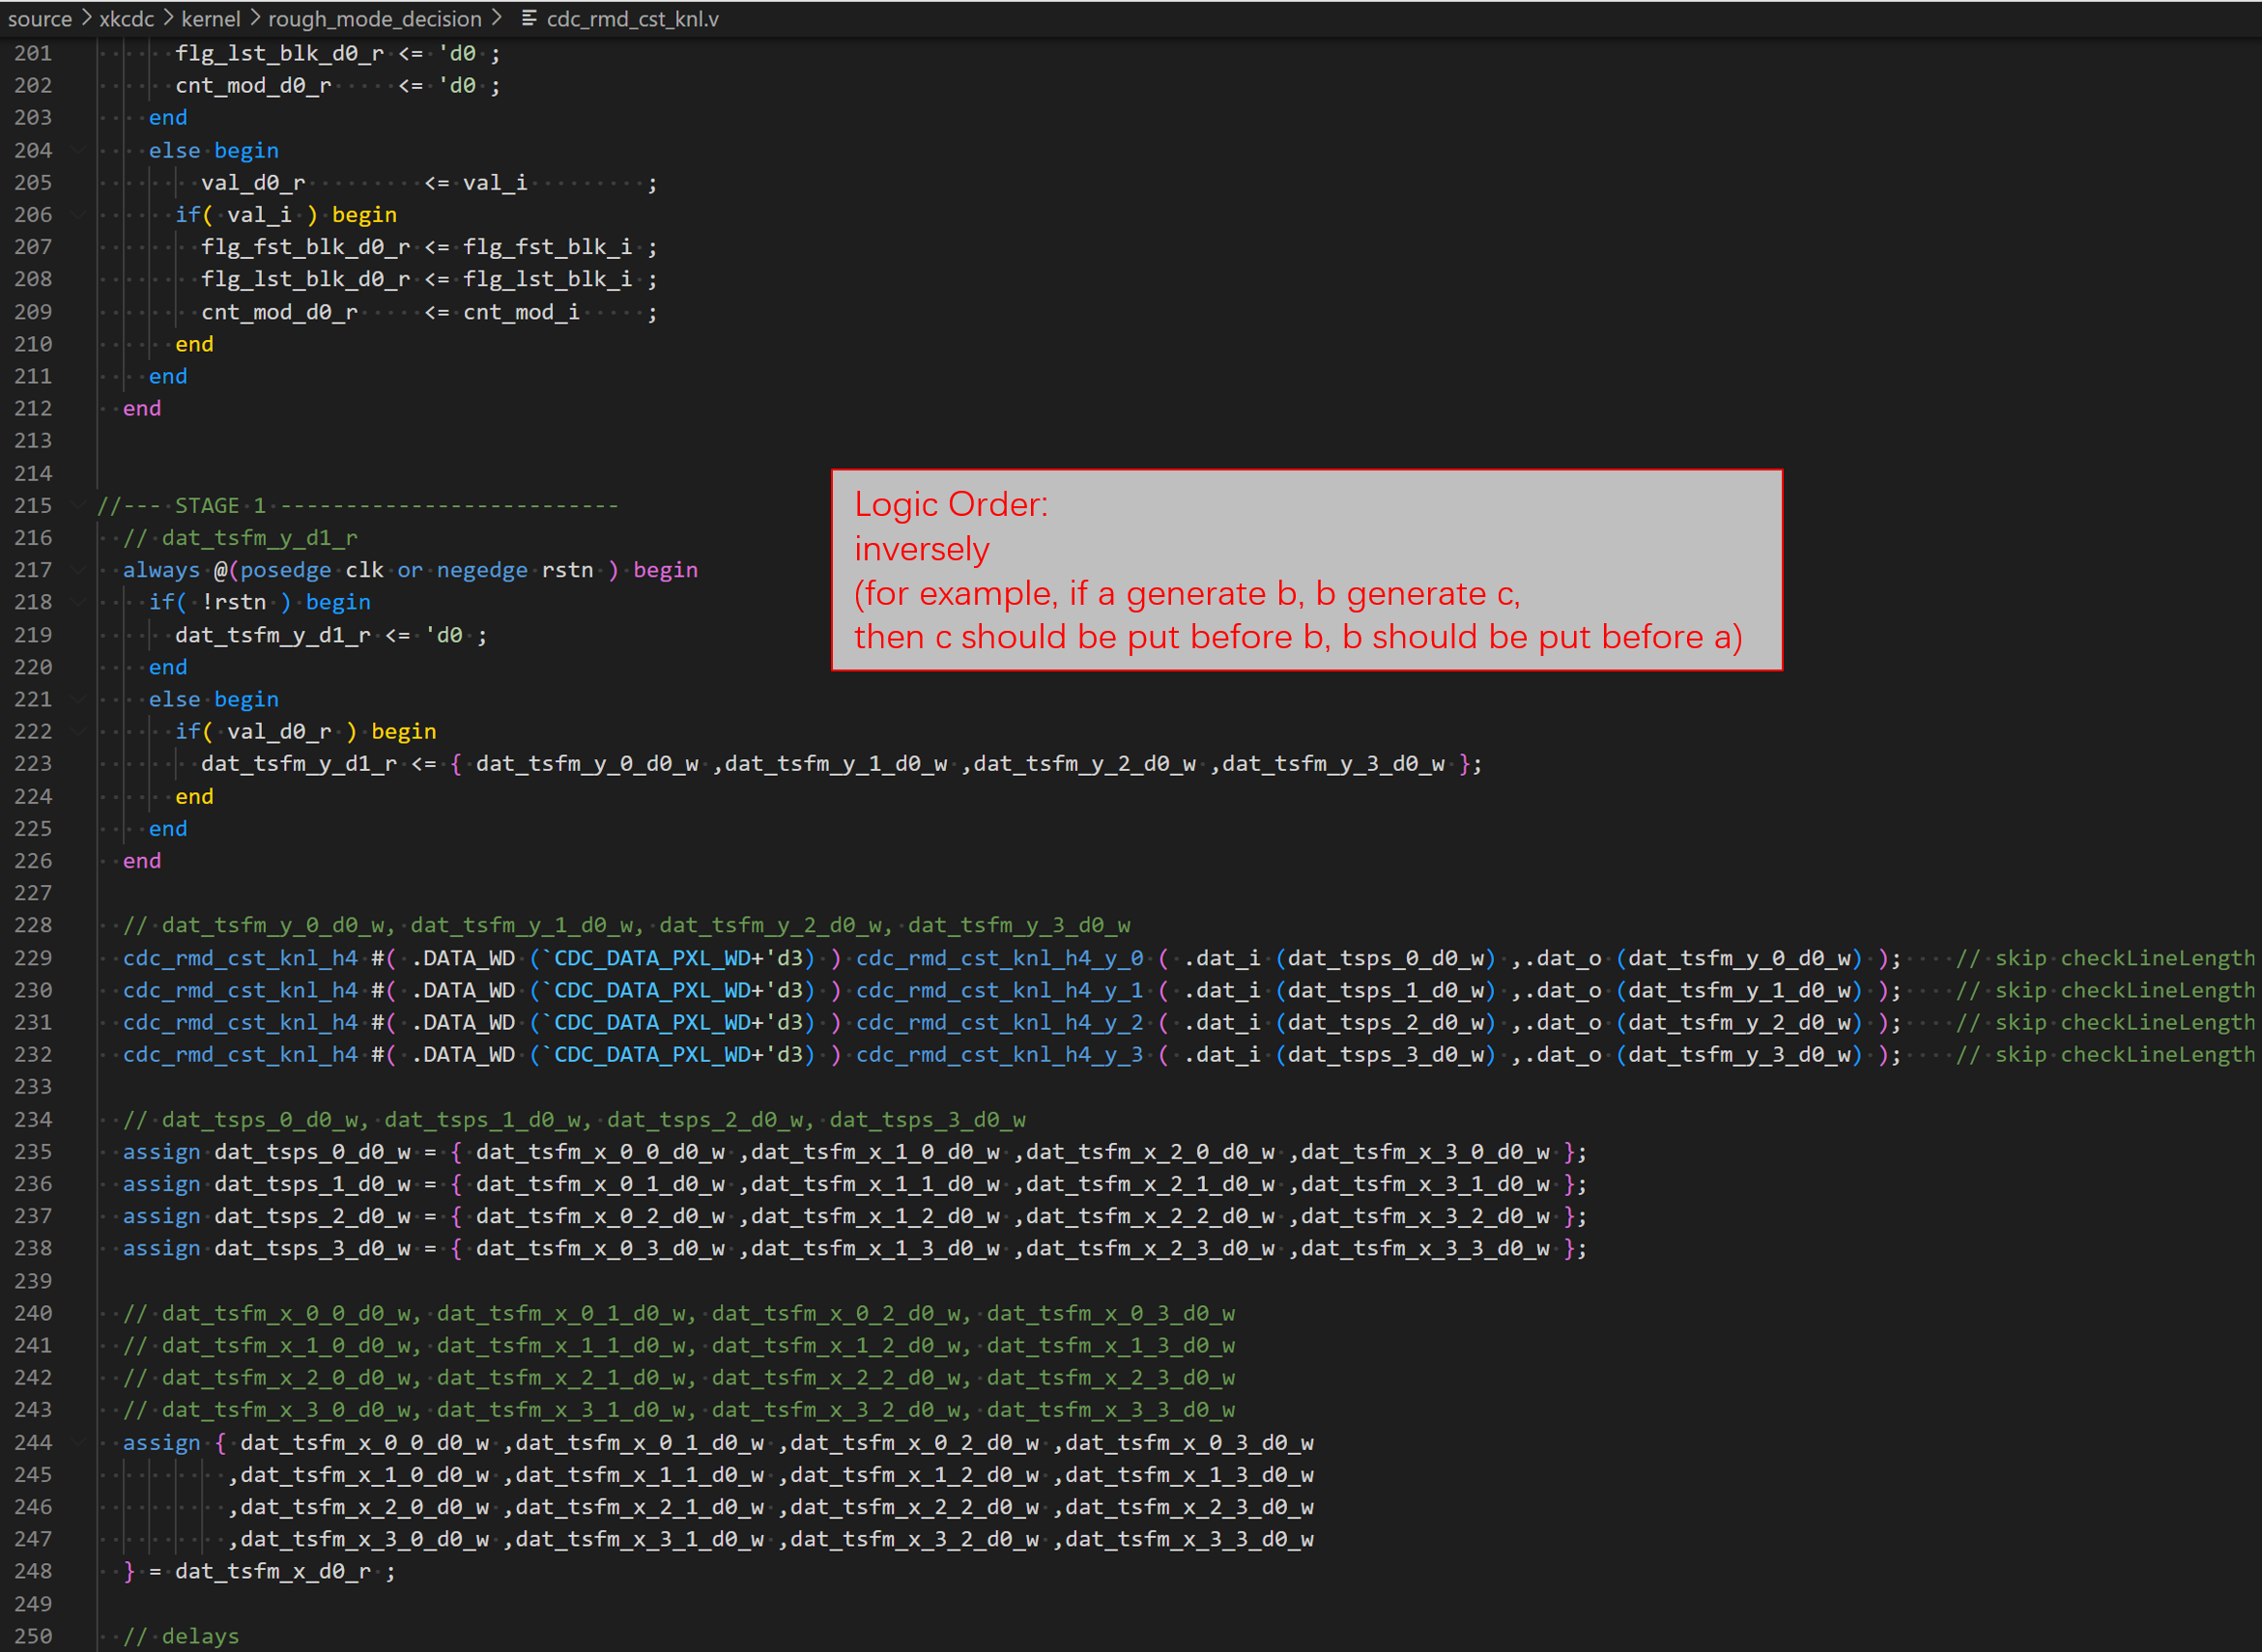 source > xkcdc > kernel > rough_mode_decision > cdc_rmd_cst_knl.v
201 flg_lst_blk_d0_r <= 'd0 ;
202 cnt_mod_d0_r <= 'd0 ;
203 end
204 else begin
205 val_d0_r <= val_i ;
206 if( val_i ) begin
207 flg_fst_blk_d0_r <= flg_fst_blk_i ;
208 flg_lst_blk_d0_r <= flg_lst_blk_i ;
209 cnt_mod_d0_r <= cnt_mod_i ;
210 end
211 end
212 end
213
214
215 //--- STAGE 1 --------------------------
216 // dat_tsfm_y_d1_r
217 always @(posedge clk or negedge rstn ) begin
218 if( !rstn ) begin
219 dat_tsfm_y_d1_r <= 'd0 ;
220 end
221 else begin
222 if( val_d0_r ) begin
223 dat_tsfm_y_d1_r <= { dat_tsfm_y_0_d0_w ,dat_tsfm_y_1_d0_w ,dat_tsfm_y_2_d0_w ,dat_tsfm_y_3_d0_w };
224 end
225 end
226 end
227
228 // dat_tsfm_y_0_d0_w, dat_tsfm_y_1_d0_w, dat_tsfm_y_2_d0_w, dat_tsfm_y_3_d0_w
229 cdc_rmd_cst_knl_h4 #( .DATA_WD (`CDC_DATA_PXL_WD+'d3) ) cdc_rmd_cst_knl_h4_y_0 ( .dat_i (dat_tsps_0_d0_w) ,.dat_o (dat_tsfm_y_0_d0_w) ); // skip checkLineLength
230 cdc_rmd_cst_knl_h4 #( .DATA_WD (`CDC_DATA_PXL_WD+'d3) ) cdc_rmd_cst_knl_h4_y_1 ( .dat_i (dat_tsps_1_d0_w) ,.dat_o (dat_tsfm_y_1_d0_w) ); // skip checkLineLength
231 cdc_rmd_cst_knl_h4 #( .DATA_WD (`CDC_DATA_PXL_WD+'d3) ) cdc_rmd_cst_knl_h4_y_2 ( .dat_i (dat_tsps_2_d0_w) ,.dat_o (dat_tsfm_y_2_d0_w) ); // skip checkLineLength
232 cdc_rmd_cst_knl_h4 #( .DATA_WD (`CDC_DATA_PXL_WD+'d3) ) cdc_rmd_cst_knl_h4_y_3 ( .dat_i (dat_tsps_3_d0_w) ,.dat_o (dat_tsfm_y_3_d0_w) ); // skip checkLineLength
233
234 // dat_tsps_0_d0_w, dat_tsps_1_d0_w, dat_tsps_2_d0_w, dat_tsps_3_d0_w
235 assign dat_tsps_0_d0_w = { dat_tsfm_x_0_0_d0_w ,dat_tsfm_x_1_0_d0_w ,dat_tsfm_x_2_0_d0_w ,dat_tsfm_x_3_0_d0_w };
236 assign dat_tsps_1_d0_w = { dat_tsfm_x_0_1_d0_w ,dat_tsfm_x_1_1_d0_w ,dat_tsfm_x_2_1_d0_w ,dat_tsfm_x_3_1_d0_w };
237 assign dat_tsps_2_d0_w = { dat_tsfm_x_0_2_d0_w ,dat_tsfm_x_1_2_d0_w ,dat_tsfm_x_2_2_d0_w ,dat_tsfm_x_3_2_d0_w };
238 assign dat_tsps_3_d0_w = { dat_tsfm_x_0_3_d0_w ,dat_tsfm_x_1_3_d0_w ,dat_tsfm_x_2_3_d0_w ,dat_tsfm_x_3_3_d0_w };
239
240 // dat_tsfm_x_0_0_d0_w, dat_tsfm_x_0_1_d0_w, dat_tsfm_x_0_2_d0_w, dat_tsfm_x_0_3_d0_w
241 // dat_tsfm_x_1_0_d0_w, dat_tsfm_x_1_1_d0_w, dat_tsfm_x_1_2_d0_w, dat_tsfm_x_1_3_d0_w
242 // dat_tsfm_x_2_0_d0_w, dat_tsfm_x_2_1_d0_w, dat_tsfm_x_2_2_d0_w, dat_tsfm_x_2_3_d0_w
243 // dat_tsfm_x_3_0_d0_w, dat_tsfm_x_3_1_d0_w, dat_tsfm_x_3_2_d0_w, dat_tsfm_x_3_3_d0_w
244 assign { dat_tsfm_x_0_0_d0_w ,dat_tsfm_x_0_1_d0_w ,dat_tsfm_x_0_2_d0_w ,dat_tsfm_x_0_3_d0_w
245 ,dat_tsfm_x_1_0_d0_w ,dat_tsfm_x_1_1_d0_w ,dat_tsfm_x_1_2_d0_w ,dat_tsfm_x_1_3_d0_w
246 ,dat_tsfm_x_2_0_d0_w ,dat_tsfm_x_2_1_d0_w ,dat_tsfm_x_2_2_d0_w ,dat_tsfm_x_2_3_d0_w
247 ,dat_tsfm_x_3_0_d0_w ,dat_tsfm_x_3_1_d0_w ,dat_tsfm_x_3_2_d0_w ,dat_tsfm_x_3_3_d0_w
248 } = dat_tsfm_x_d0_r ;
249
250 // delays
Logic Order:
inversely
(for example, if a generate b, b generate c,
then c should be put before b, b should be put before a)